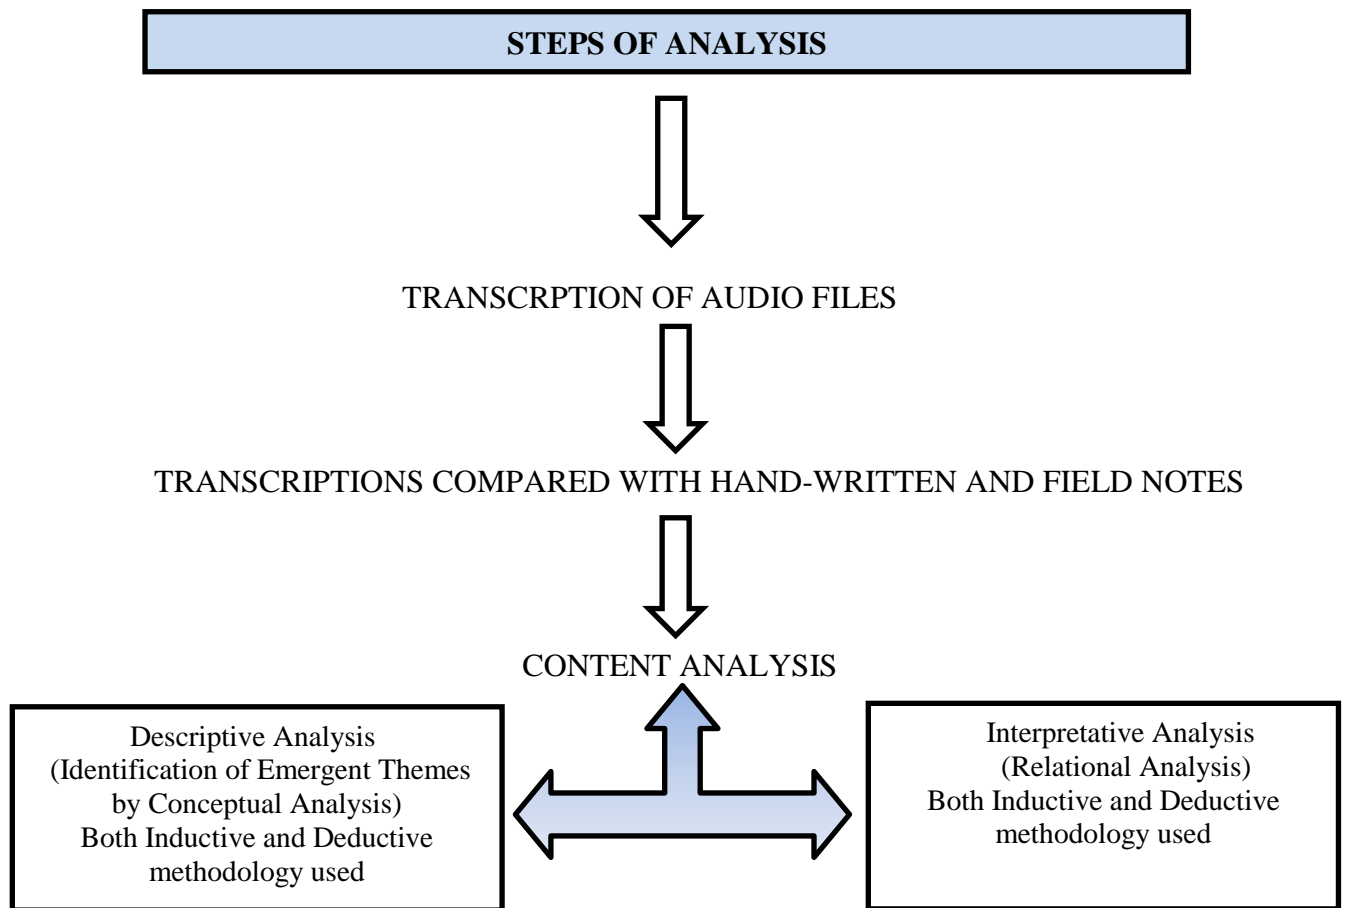 STEPS OF ANALYSIS
TRANSCRPTION OF AUDIO FILES
TRANSCRIPTIONS COMPARED WITH HAND-WRITTEN AND FIELD NOTES
CONTENT ANALYSIS
Descriptive Analysis
(Identification of Emergent Themes
by Conceptual Analysis)
Both Inductive and Deductive
methodology used
Interpretative Analysis
(Relational Analysis)
Both Inductive and Deductive
methodology used